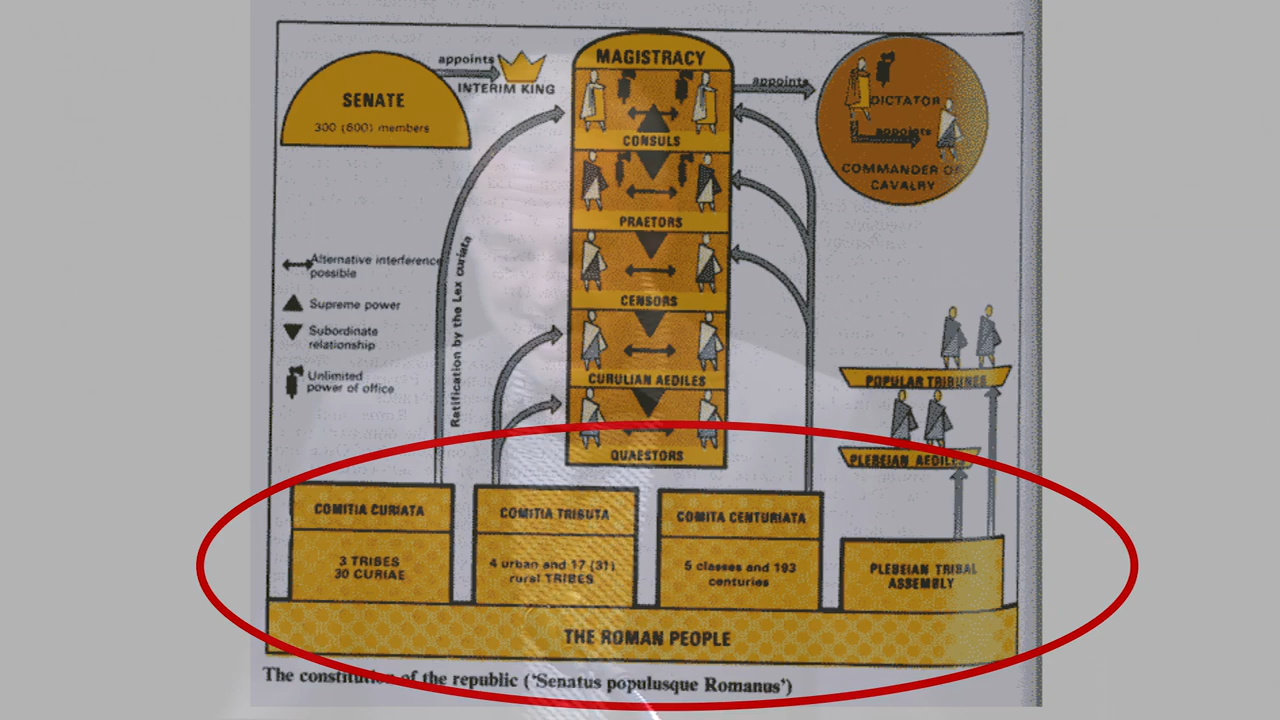 appoints
INTERIM KING
SENATE
300 (600) members
MAGISTRACY
CONSULS
PRAETORS
CENSORS
CURULIAN AEDILES
QUAESTORS
appoints
DICTATOR
appoints
COMMANDER OF
CAVALRY
Alternative interference
possible
Supreme power
Subordinate
relationship
Unlimited
power of office
Ratification by the Lex curiata
POPULAR TRIBUNES
PLEBEIAN AEDILES
COMITIA CURIATA
3 TRIBES
30 CURIAE
COMITIA TRIBUTA
4 urban and 17 (31)
rural TRIBES
COMITA CENTURIATA
5 classes and 193
centuries
PLEBEIAN TRIBAL
ASSEMBLY
THE ROMAN PEOPLE
The constitution of the republic ('Senatus populusque Romanus')